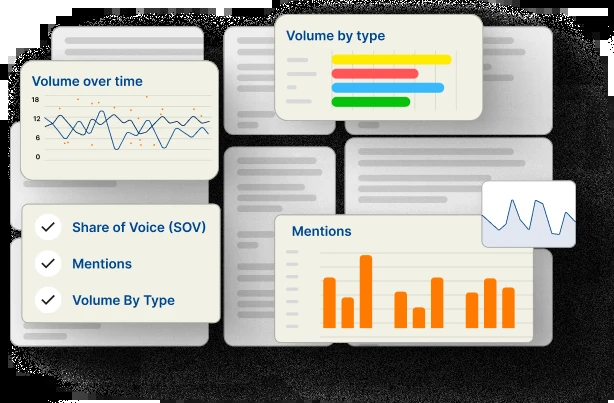 Volume by type
Volume over time
18
12
6
0
Share of Voice (SOV)
Mentions
Volume By Type
Mentions